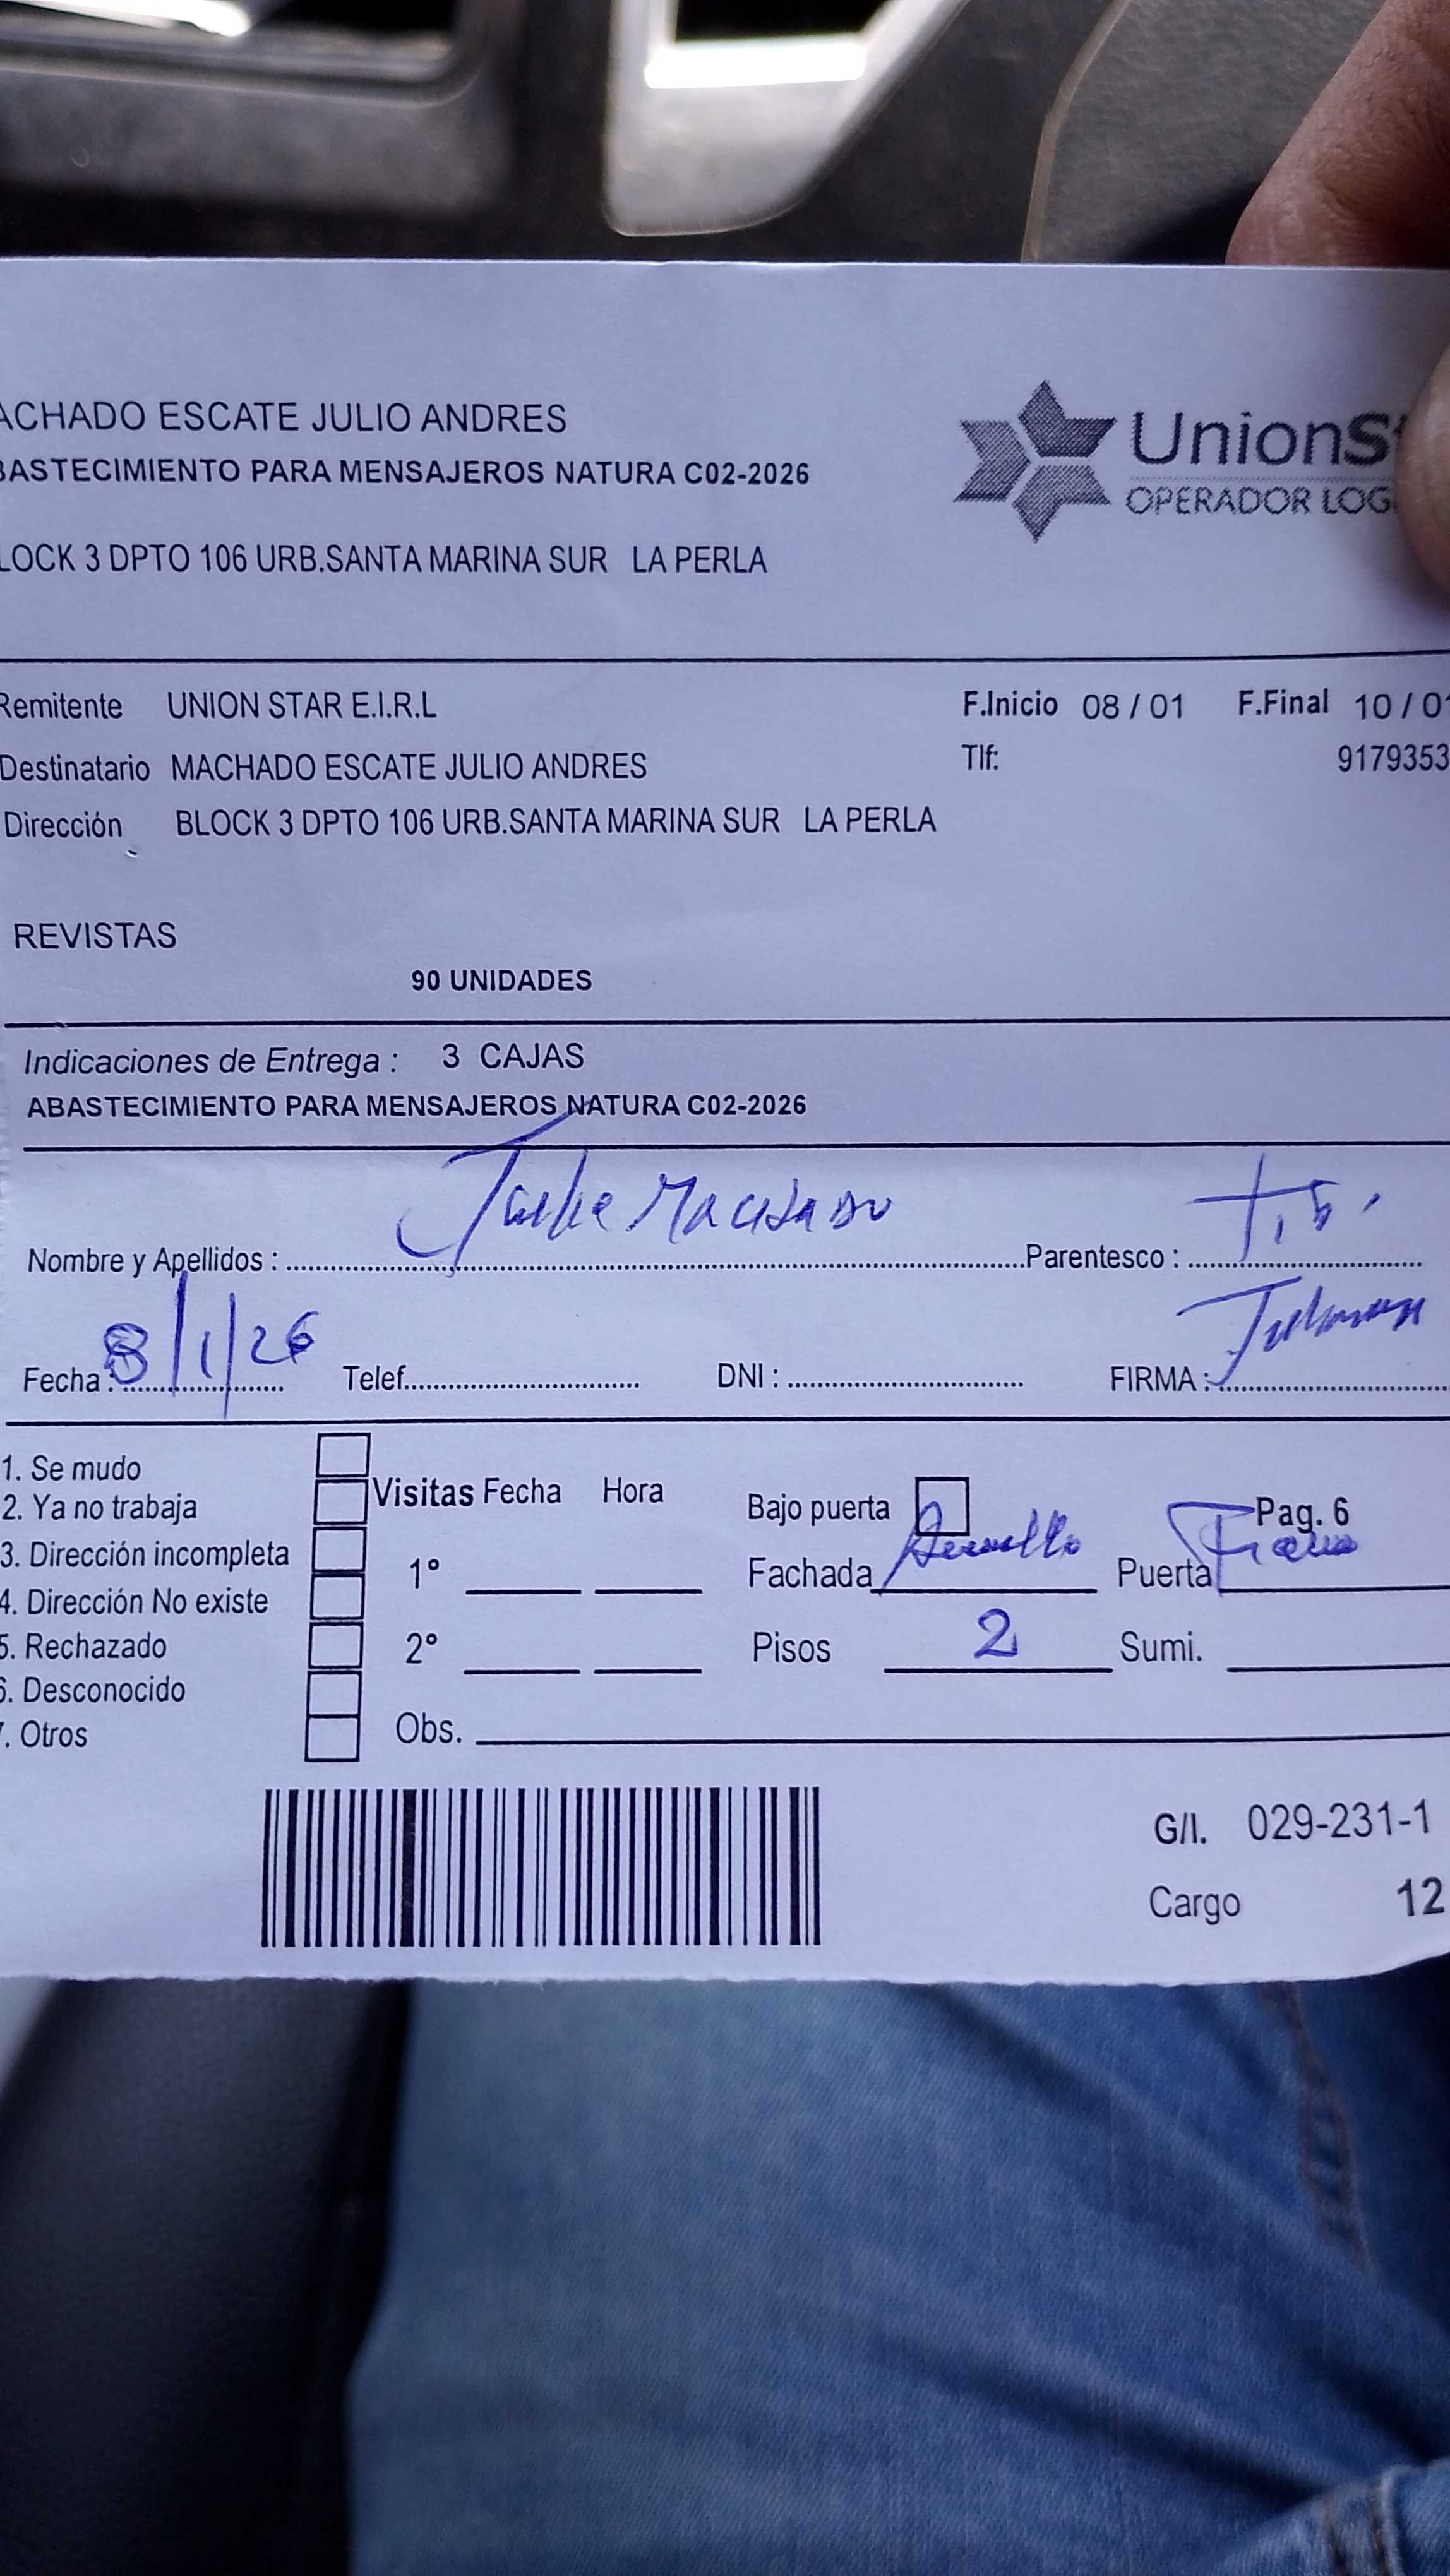 ACHADO ESCATE JULIO ANDRES
BASTECIMIENTO PARA MENSAJEROS NATURA C02-2026
LOCK 3 DPTO 106 URB.SANTA MARINA SUR LA PERLA
UnionS
OPERADOR LOG
Remitente UNION STAR E.I.R.L F.Inicio 08 / 01 F.Final 10 / 01
Destinatario MACHADO ESCATE JULIO ANDRES Tlf: 9179353
Dirección BLOCK 3 DPTO 106 URB.SANTA MARINA SUR LA PERLA
REVISTAS
90 UNIDADES
Indicaciones de Entrega : 3 CAJAS
ABASTECIMIENTO PARA MENSAJEROS NATURA C02-2026
Nombre y Apellidos : Machado Parentesco :
Fecha : 8/1/26 Telef. DNI : FIRMA :
1. Se mudo
2. Ya no trabaja
3. Dirección incompleta
4. Dirección No existe
5. Rechazado
6. Desconocido
7. Otros
Visitas Fecha Hora
1°
2°
Obs.
Bajo puerta Pag. 6
Fachada Puerta
Pisos 2 Sumi.
G/I. 029-231-1
Cargo 12